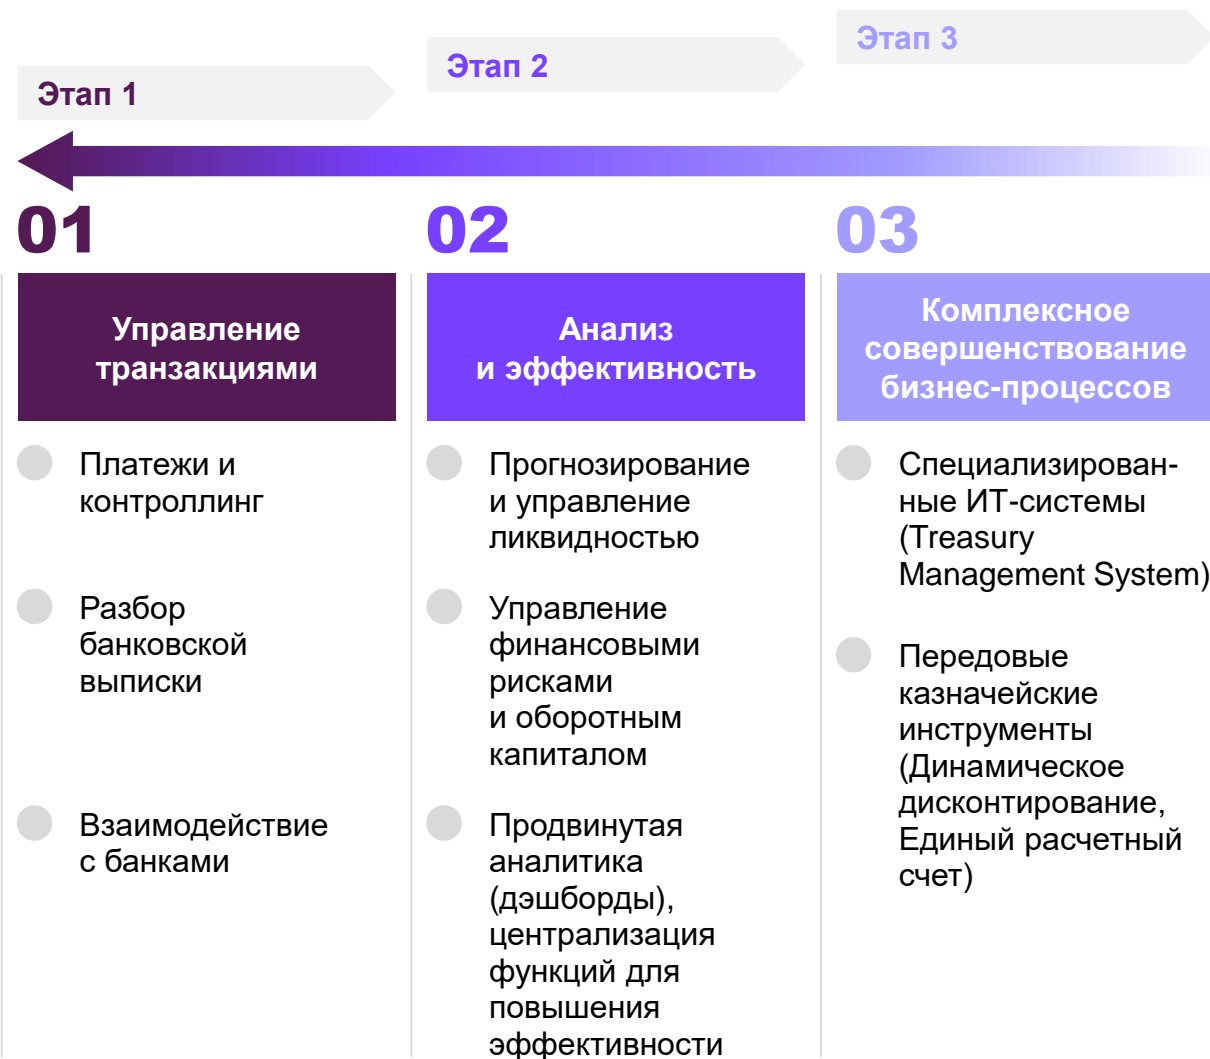 Этап 1
Этап 2
Этап 3
01
Управление
транзакциями
Платежи и
контроллинг
Разбор
банковской
выписки
Взаимодействие
с банками
02
Анализ
и эффективность
Прогнозирование
и управление
ликвидностью
Управление
финансовыми
рисками
и оборотным
капиталом
Продвинутая
аналитика
(дэшборды),
централизация
функций для
повышения
эффективности
03
Комплексное
совершенствование
бизнес-процессов
Специализирован-
ные ИТ-системы
(Treasury
Management System)
Передовые
казначейские
инструменты
(Динамическое
дисконтирование,
Единый расчетный
счет)